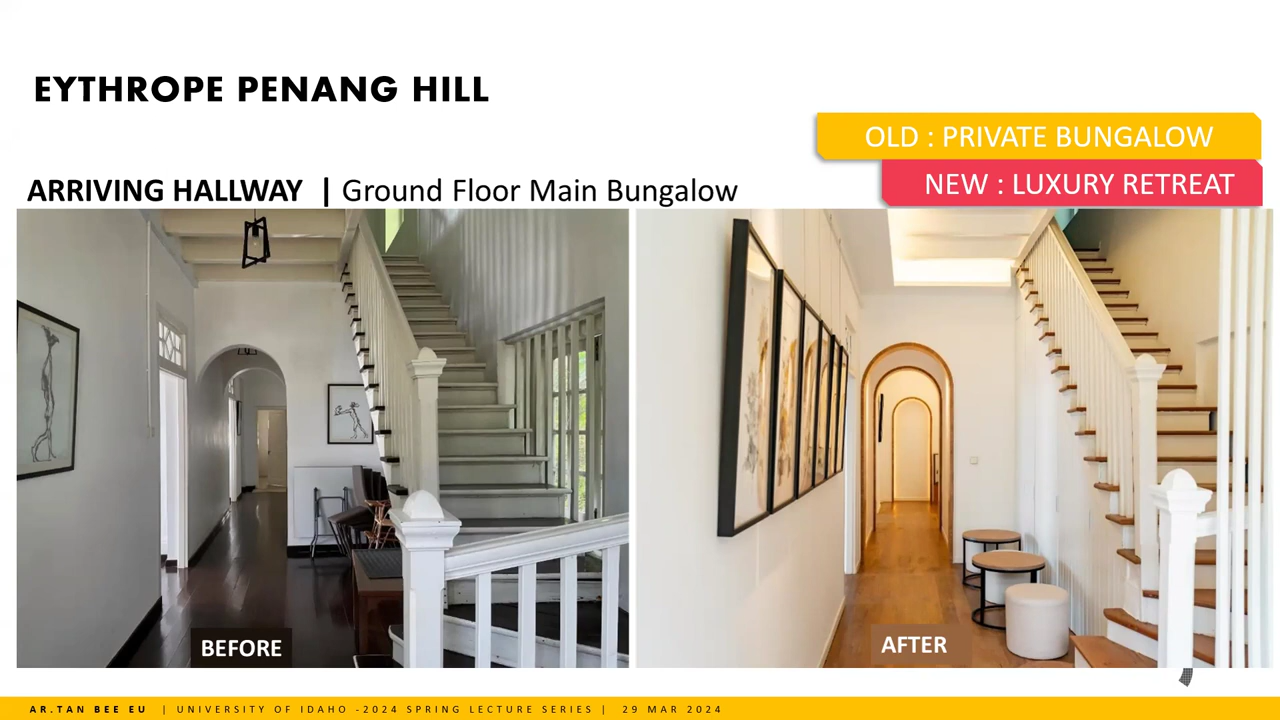 EYTHROPE PENANG HILL
OLD : PRIVATE BUNGALOW
NEW : LUXURY RETREAT
ARRIVING HALLWAY | Ground Floor Main Bungalow
BEFORE
AFTER
AR.TAN BEE EU | UNIVERSITY OF IDAHO -2024 SPRING LECTURE SERIES | 29 MAR 2024